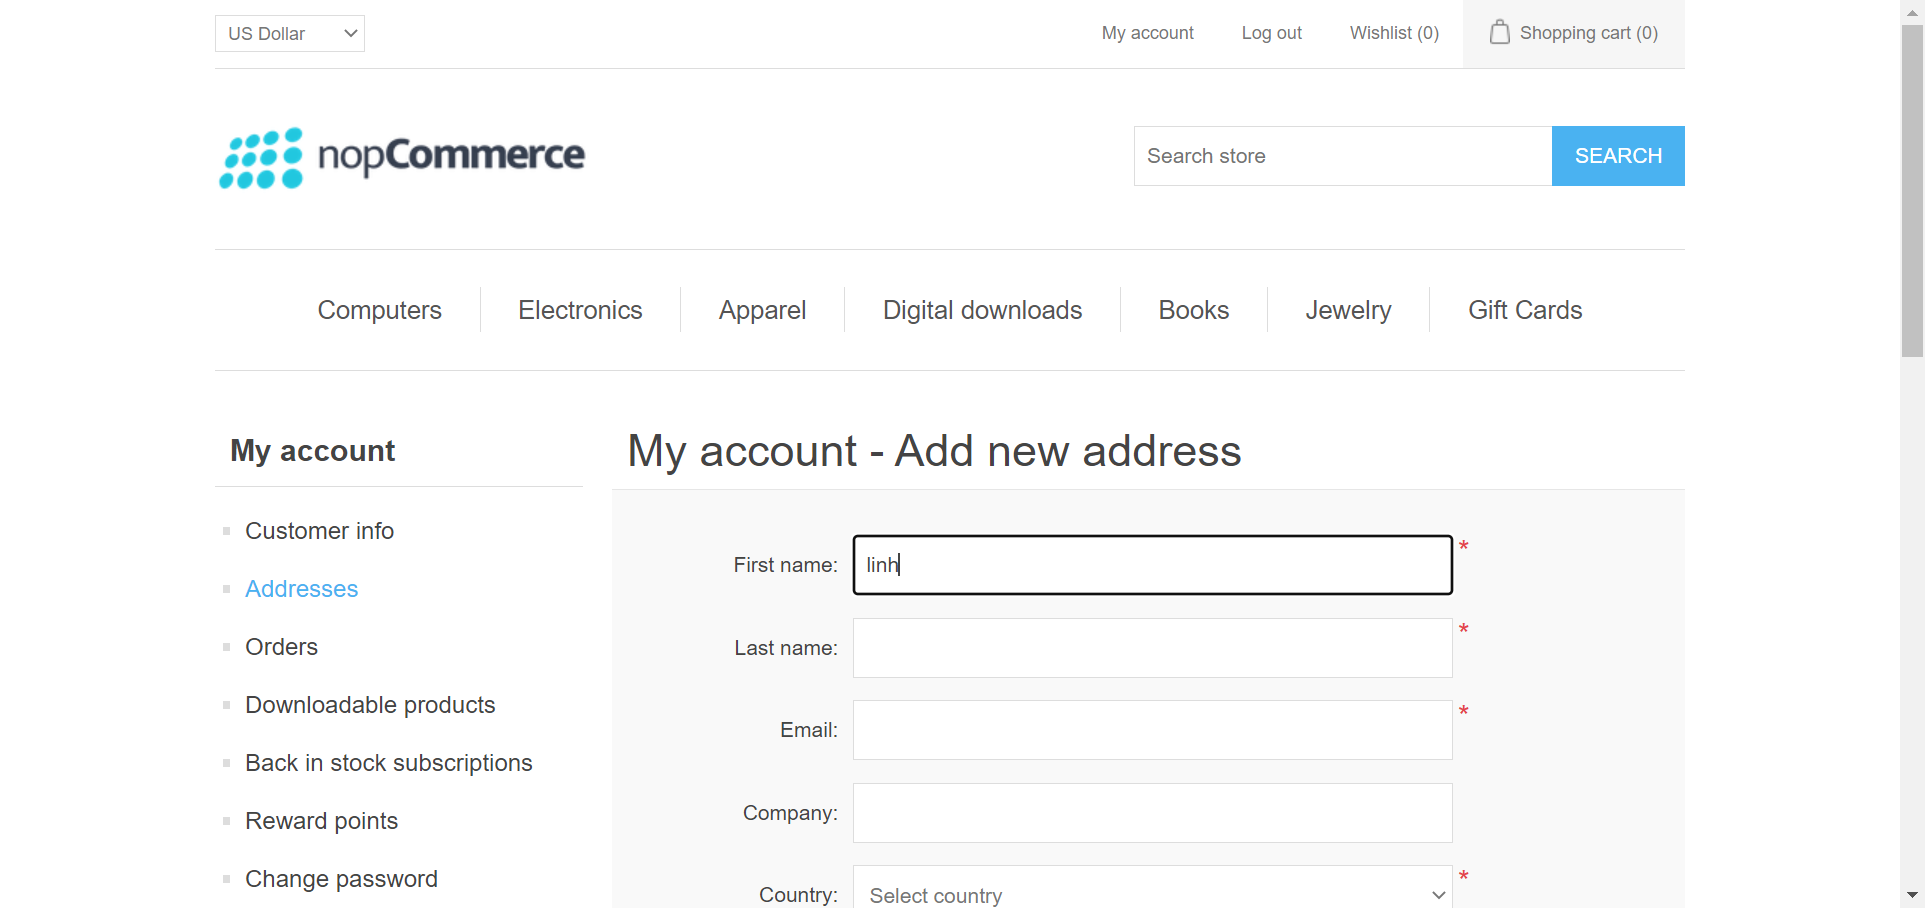 US Dollar
My account
Log out
Wishlist (0)
Shopping cart (0)
nopCommerce
Search store
SEARCH
Computers
Electronics
Apparel
Digital downloads
Books
Jewelry
Gift Cards
My account
Customer info
Addresses
Orders
Downloadable products
Back in stock subscriptions
Reward points
Change password
My account - Add new address
First name: linh *
Last name: *
Email: *
Company:
Country: Select country *